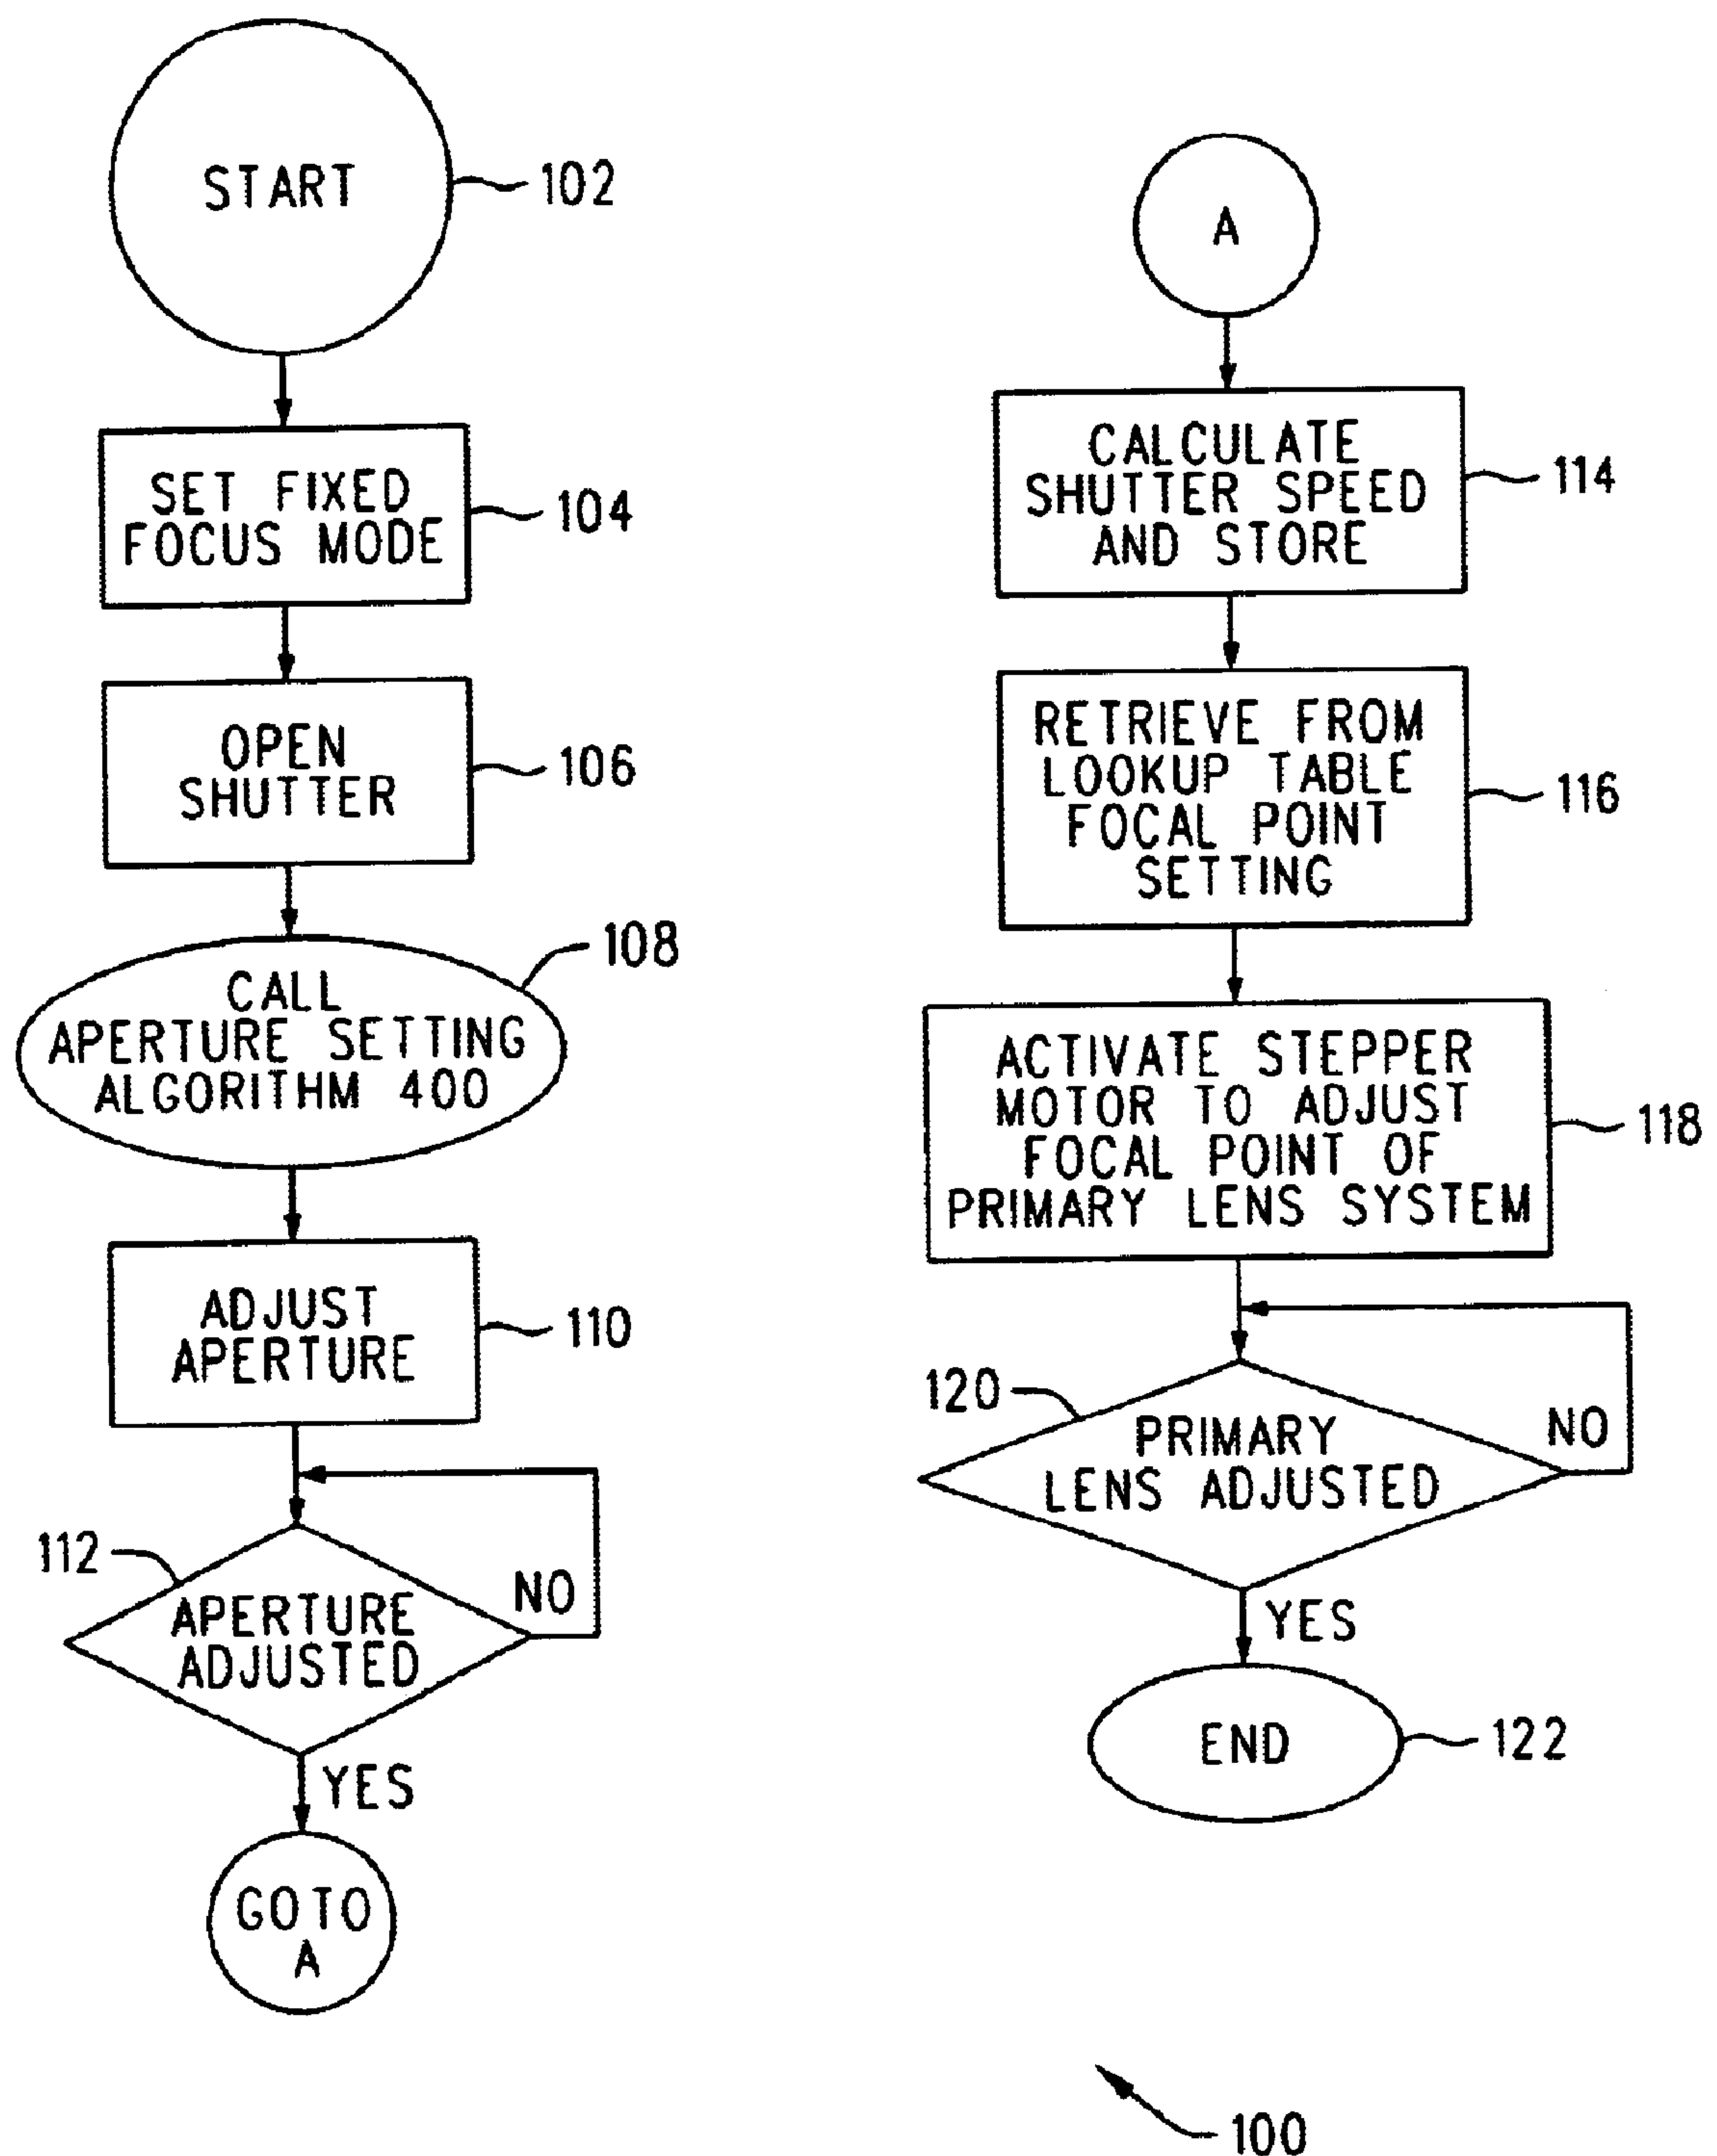 START
102
SET FIXED
FOCUS MODE
104
OPEN
SHUTTER
106
108
CALL
APERTURE SETTING
ALGORITHM 400
ADJUST
APERTURE
110
112
APERTURE
ADJUSTED
NO
YES
GO TO
A
A
CALCULATE
SHUTTER SPEED
AND STORE
114
RETRIEVE FROM
LOOKUP TABLE
FOCAL POINT
SETTING
116
ACTIVATE STEPPER
MOTOR TO ADJUST
FOCAL POINT OF
PRIMARY LENS SYSTEM
118
120
PRIMARY
LENS ADJUSTED
NO
YES
END
122
100